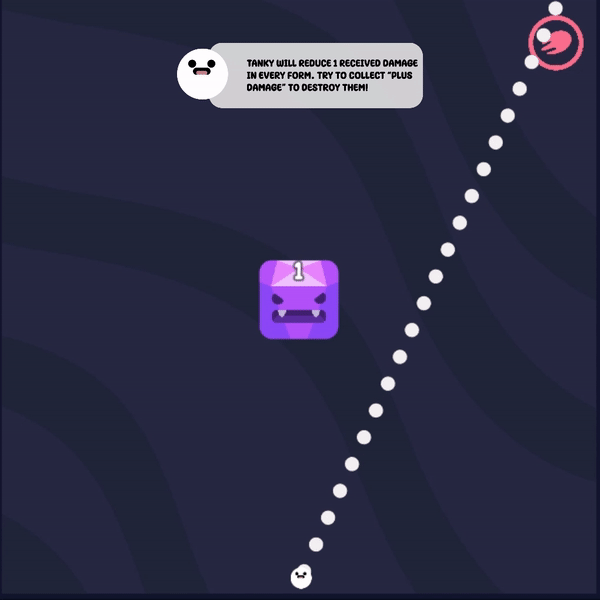 TANKY WILL REDUCE 1 RECEIVED DAMAGE
IN EVERY FORM. TRY TO COLLECT "PLUS
DAMAGE" TO DESTROY THEM!
1